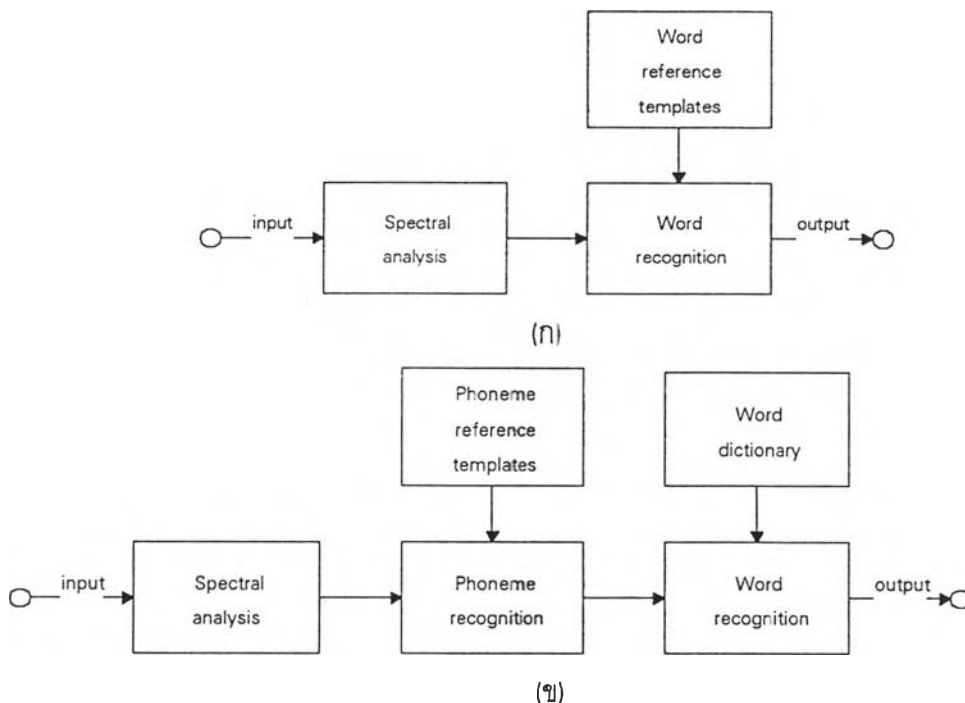 Word
reference
templates
input
Spectral
analysis
Word
recognition
output
(ก)
Phoneme
reference
templates
Word
dictionary
input
Spectral
analysis
Phoneme
recognition
Word
recognition
output
(ข)